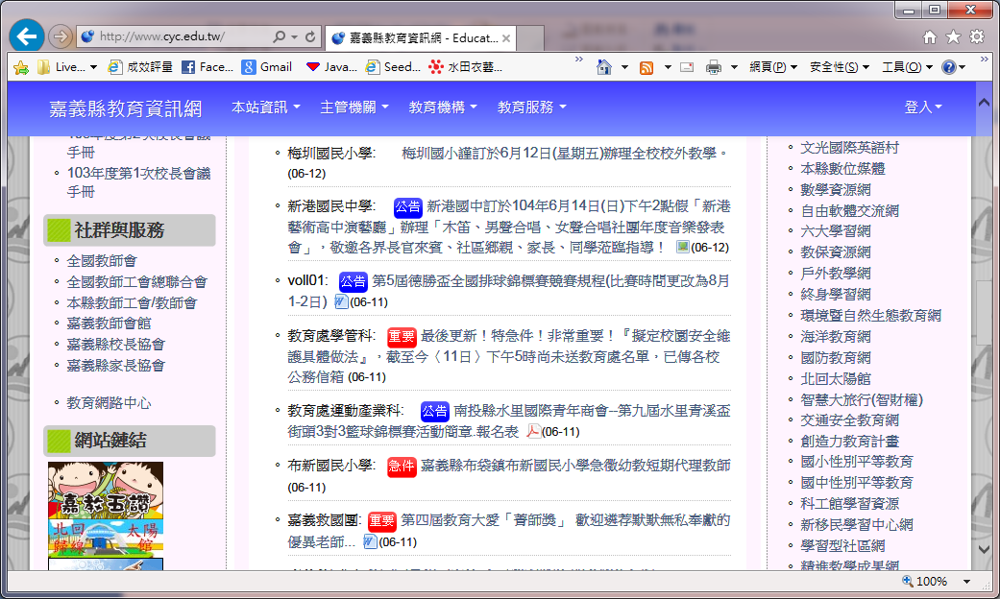 http://www.cyc.edu.tw/
嘉義縣教育資訊網 - Educat...
Live...
成效評量
Face...
Gmail
Java...
Seed...
水田衣藝...
網頁(P)
安全性(S)
工具(O)
嘉義縣教育資訊網
本站資訊
主管機關
教育機構
教育服務
登入
手冊
103年度第1次校長會議
手冊
社群與服務
全國教師會
全國教師工會總聯合會
本縣教師工會/教師會
嘉義教師會館
嘉義縣校長協會
嘉義縣家長協會
教育網路中心
網站鏈結
嘉教五讚
北回歸線
太陽館
梅圳國民小學: 梅圳國小謹訂於6月12日(星期五)辦理全校校外教學。
(06-12)
新港國民中學: 公告 新港國中訂於104年6月14日(日)下午2點假「新港
藝術高中演藝廳」辦理「木笛、男聲合唱、女聲合唱社團年度音樂發表
會」，敬邀各界長官來賓、社區鄉親、家長、同學蒞臨指導！ (06-12)
voll01: 公告 第5屆德勝盃全國排球錦標賽競賽規程(比賽時間更改為8月
1-2日) (06-11)
教育處學管科: 重要 最後更新！特急件！非常重要！『擬定校園安全維
護具體做法』，截至今〈11日〉下午5時尚未送教育處名單，已傳各校
公務信箱 (06-11)
教育處運動產業科: 公告 南投縣水里國際青年商會--第九屆水里青溪盃
街頭3對3籃球錦標賽活動簡章.報名表 (06-11)
布新國民小學: 急件 嘉義縣布袋鎮布新國民小學急徵幼教短期代理教師
(06-11)
嘉義救國團: 重要 第四屆教育大愛「菁師獎」 歡迎遴荐默默無私奉獻的
優異老師... (06-11)
文光國際英語村
本縣數位媒體
數學資源網
自由軟體交流網
六大學習網
教保資源網
戶外教學網
終身學習網
環境暨自然生態教育網
海洋教育網
國防教育網
北回太陽館
智慧大旅行(智財權)
交通安全教育網
創造力教育計畫
國小性別平等教育
國中性別平等教育
科工館學習資源
新移民學習中心網
學習型社區網
精進教學成果網
100%